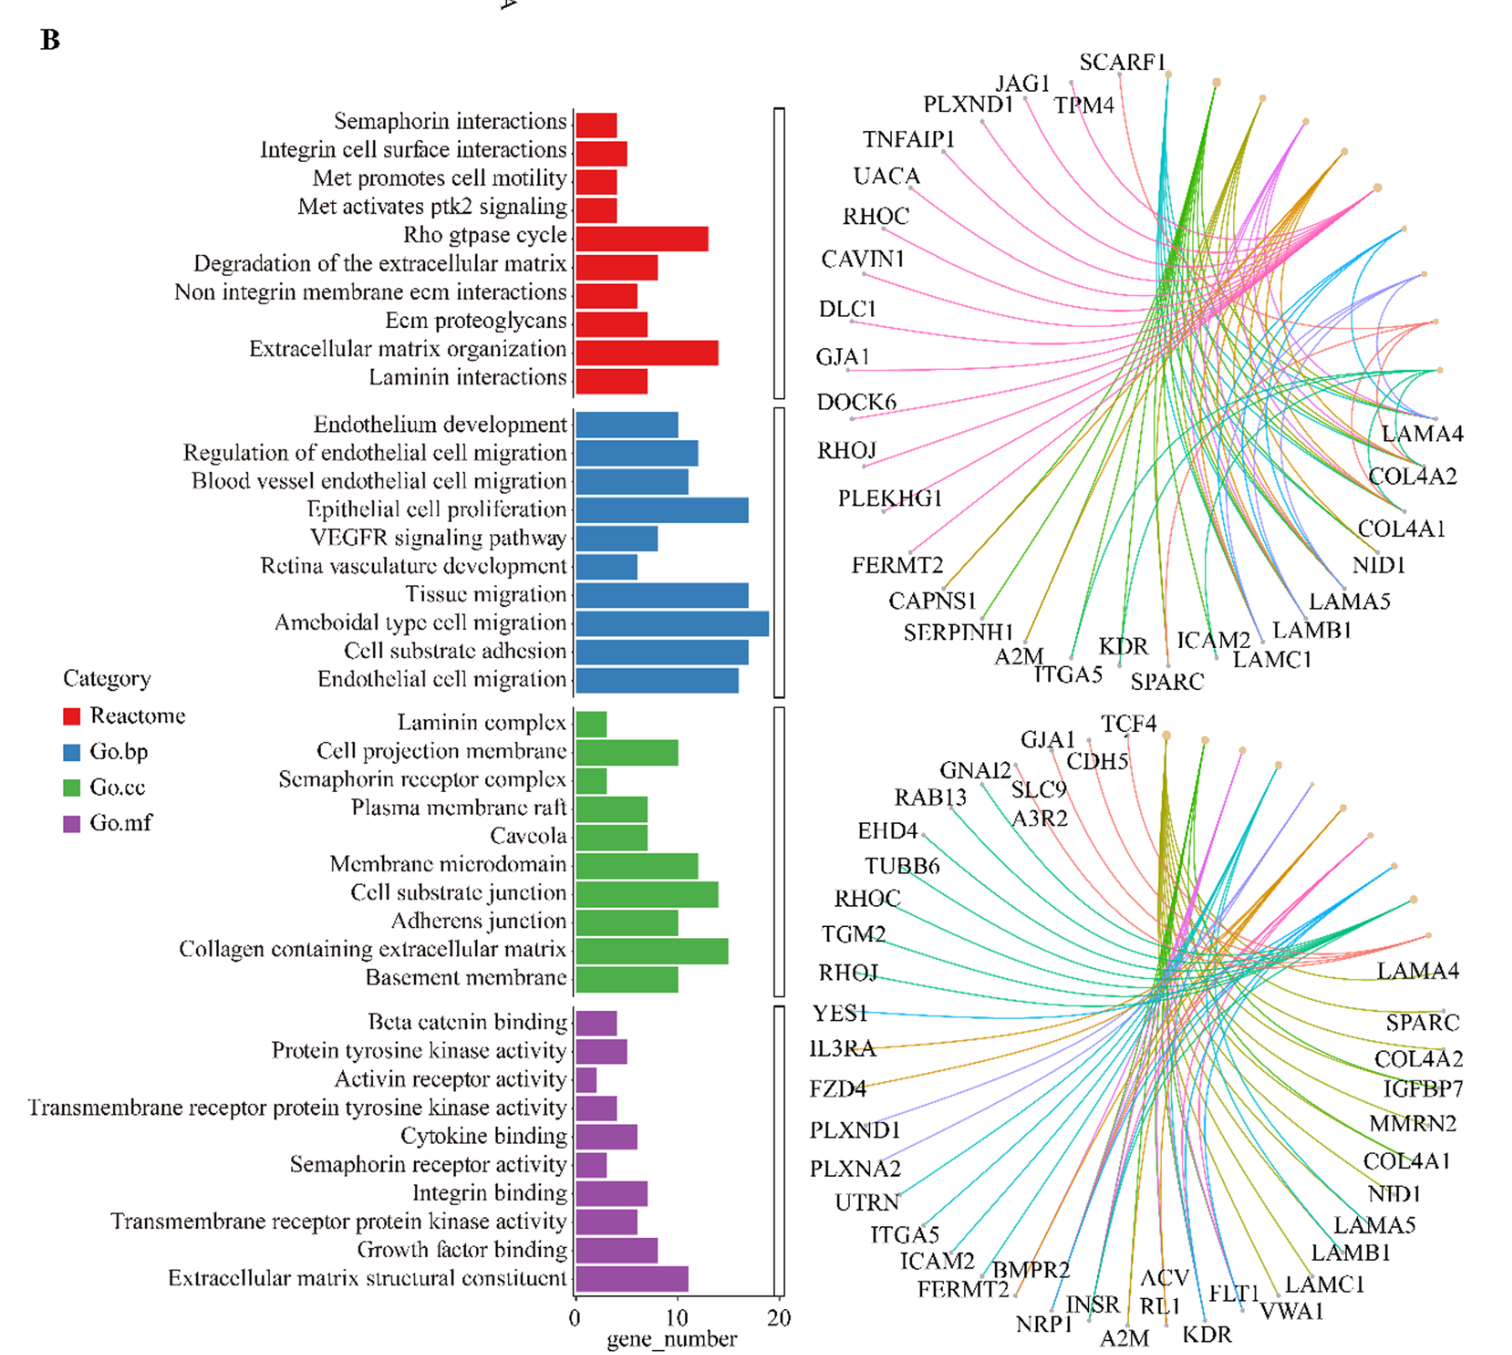 B
Semaphorin interactions
Integrin cell surface interactions
Met promotes cell motility
Met activates ptk2 signaling
Rho gtpase cycle
Degradation of the extracellular matrix
Non integrin membrane ecm interactions
Ecm proteoglycans
Extracellular matrix organization
Laminin interactions
Endothelium development
Regulation of endothelial cell migration
Blood vessel endothelial cell migration
Epithelial cell proliferation
VEGFR signaling pathway
Retina vasculature development
Tissue migration
Ameboidal type cell migration
Cell substrate adhesion
Endothelial cell migration
Laminin complex
Cell projection membrane
Semaphorin receptor complex
Plasma membrane raft
Caveola
Membrane microdomain
Cell substrate junction
Adherens junction
Collagen containing extracellular matrix
Basement membrane
Beta catenin binding
Protein tyrosine kinase activity
Activin receptor activity
Transmembrane receptor protein tyrosine kinase activity
Cytokine binding
Semaphorin receptor activity
Integrin binding
Transmembrane receptor protein kinase activity
Growth factor binding
Extracellular matrix structural constituent
0 10 20
gene_number
Category
Reactome
Go.bp
Go.cc
Go.mf
SCARF1
JAG1
TPM4
PLXND1
TNFAIP1
UACA
RHOC
CAVIN1
DLC1
GJA1
DOCK6
RHOJ
PLEKHG1
FERMT2
CAPNS1
SERPINH1
A2M
ITGA5
KDR
SPARC
ICAM2
LAMC1
LAMB1
LAMA5
NID1
COL4A1
COL4A2
LAMA4
TCF4
GJA1
CDH5
GNAI2
SLC9
A3R2
RAB13
EHD4
TUBB6
RHOC
TGM2
RHOJ
YES1
IL3RA
FZD4
PLXND1
PLXNA2
UTRN
ITGA5
ICAM2
FERMT2
BMPR2
NRP1
INSR
A2M
ACV
RL1
KDR
FLT1
VWA1
LAMC1
LAMB1
LAMA5
NID1
COL4A1
MMRN2
IGFBP7
COL4A2
SPARC
LAMA4